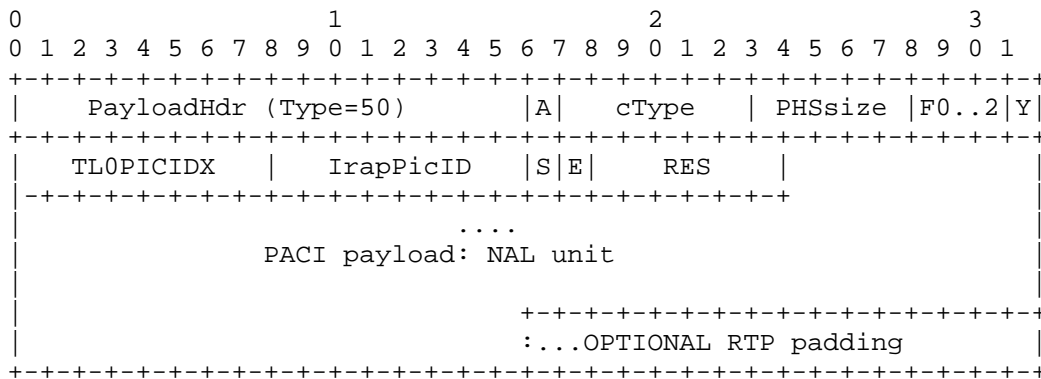 0                   1                   2                   3
0 1 2 3 4 5 6 7 8 9 0 1 2 3 4 5 6 7 8 9 0 1 2 3 4 5 6 7 8 9 0 1
+-+-+-+-+-+-+-+-+-+-+-+-+-+-+-+-+-+-+-+-+-+-+-+-+-+-+-+-+-+-+-+-+
|    PayloadHdr (Type=50)       |A|   cType   | PHSsize |F0..2|Y|
+-+-+-+-+-+-+-+-+-+-+-+-+-+-+-+-+-+-+-+-+-+-+-+-+-+-+-+-+-+-+-+-+
|   TL0PICIDX   |   IrapPicID   |S|E|    RES    |               |
|-+-+-+-+-+-+-+-+-+-+-+-+-+-+-+-+-+-+-+-+-+-+-+-+               |
|                           ....                                |
|               PACI payload: NAL unit                          |
|                                                               |
|                               +-+-+-+-+-+-+-+-+-+-+-+-+-+-+-+-+
|                               :...OPTIONAL RTP padding        |
+-+-+-+-+-+-+-+-+-+-+-+-+-+-+-+-+-+-+-+-+-+-+-+-+-+-+-+-+-+-+-+-+